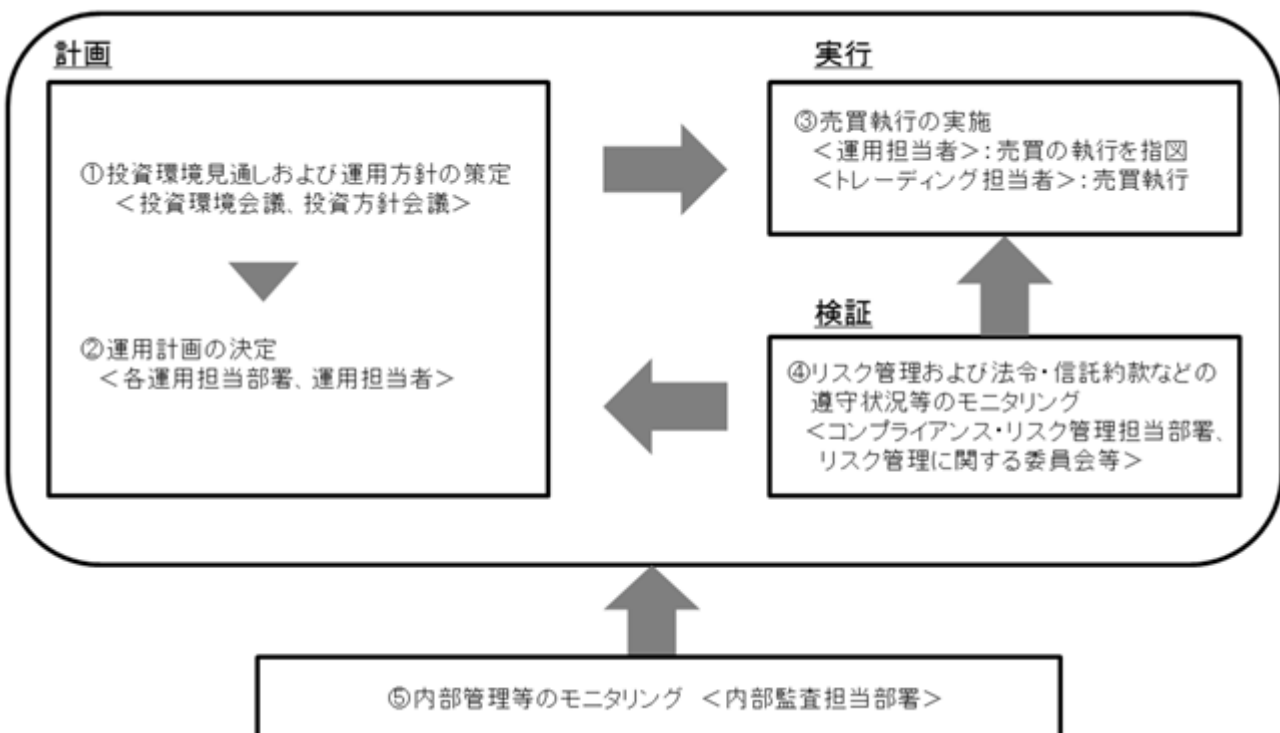 計画
①投資環境見通しおよび運用方針の策定
＜投資環境会議、投資方針会議＞
②運用計画の決定
＜各運用担当部署、運用担当者＞
実行
③売買執行の実施
＜運用担当者＞：売買の執行を指図
＜トレーディング担当者＞：売買執行
検証
④リスク管理および法令・信託約款などの
遵守状況等のモニタリング
＜コンプライアンス・リスク管理担当部署、
リスク管理に関する委員会等＞
⑤内部管理等のモニタリング ＜内部監査担当部署＞